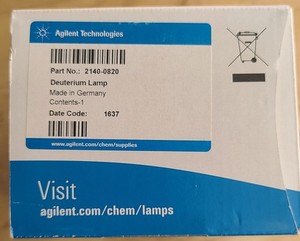 Agilent Technologies
Part No.: 2140-0820
Deuterium Lamp
Made in Germany
Contents-1
Date Code: 1637
www.agilent.com/chem/supplies
Visit
agilent.com/chem/lamps